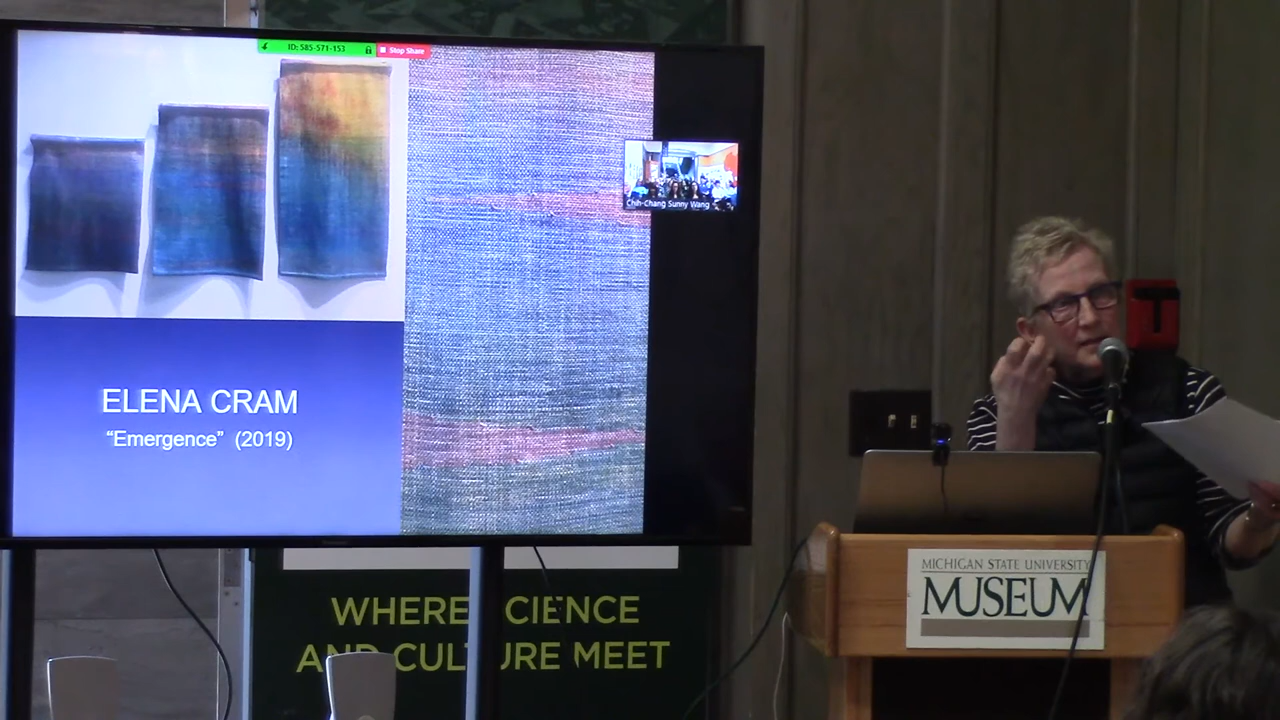 ID: 585-571-153
Stop Share
Chih-Chang Sunny Wang
ELENA CRAM
“Emergence” (2019)
MICHIGAN STATE UNIVERSITY
MUSEUM
WHERE CIENCE
AND CULTURE MEET